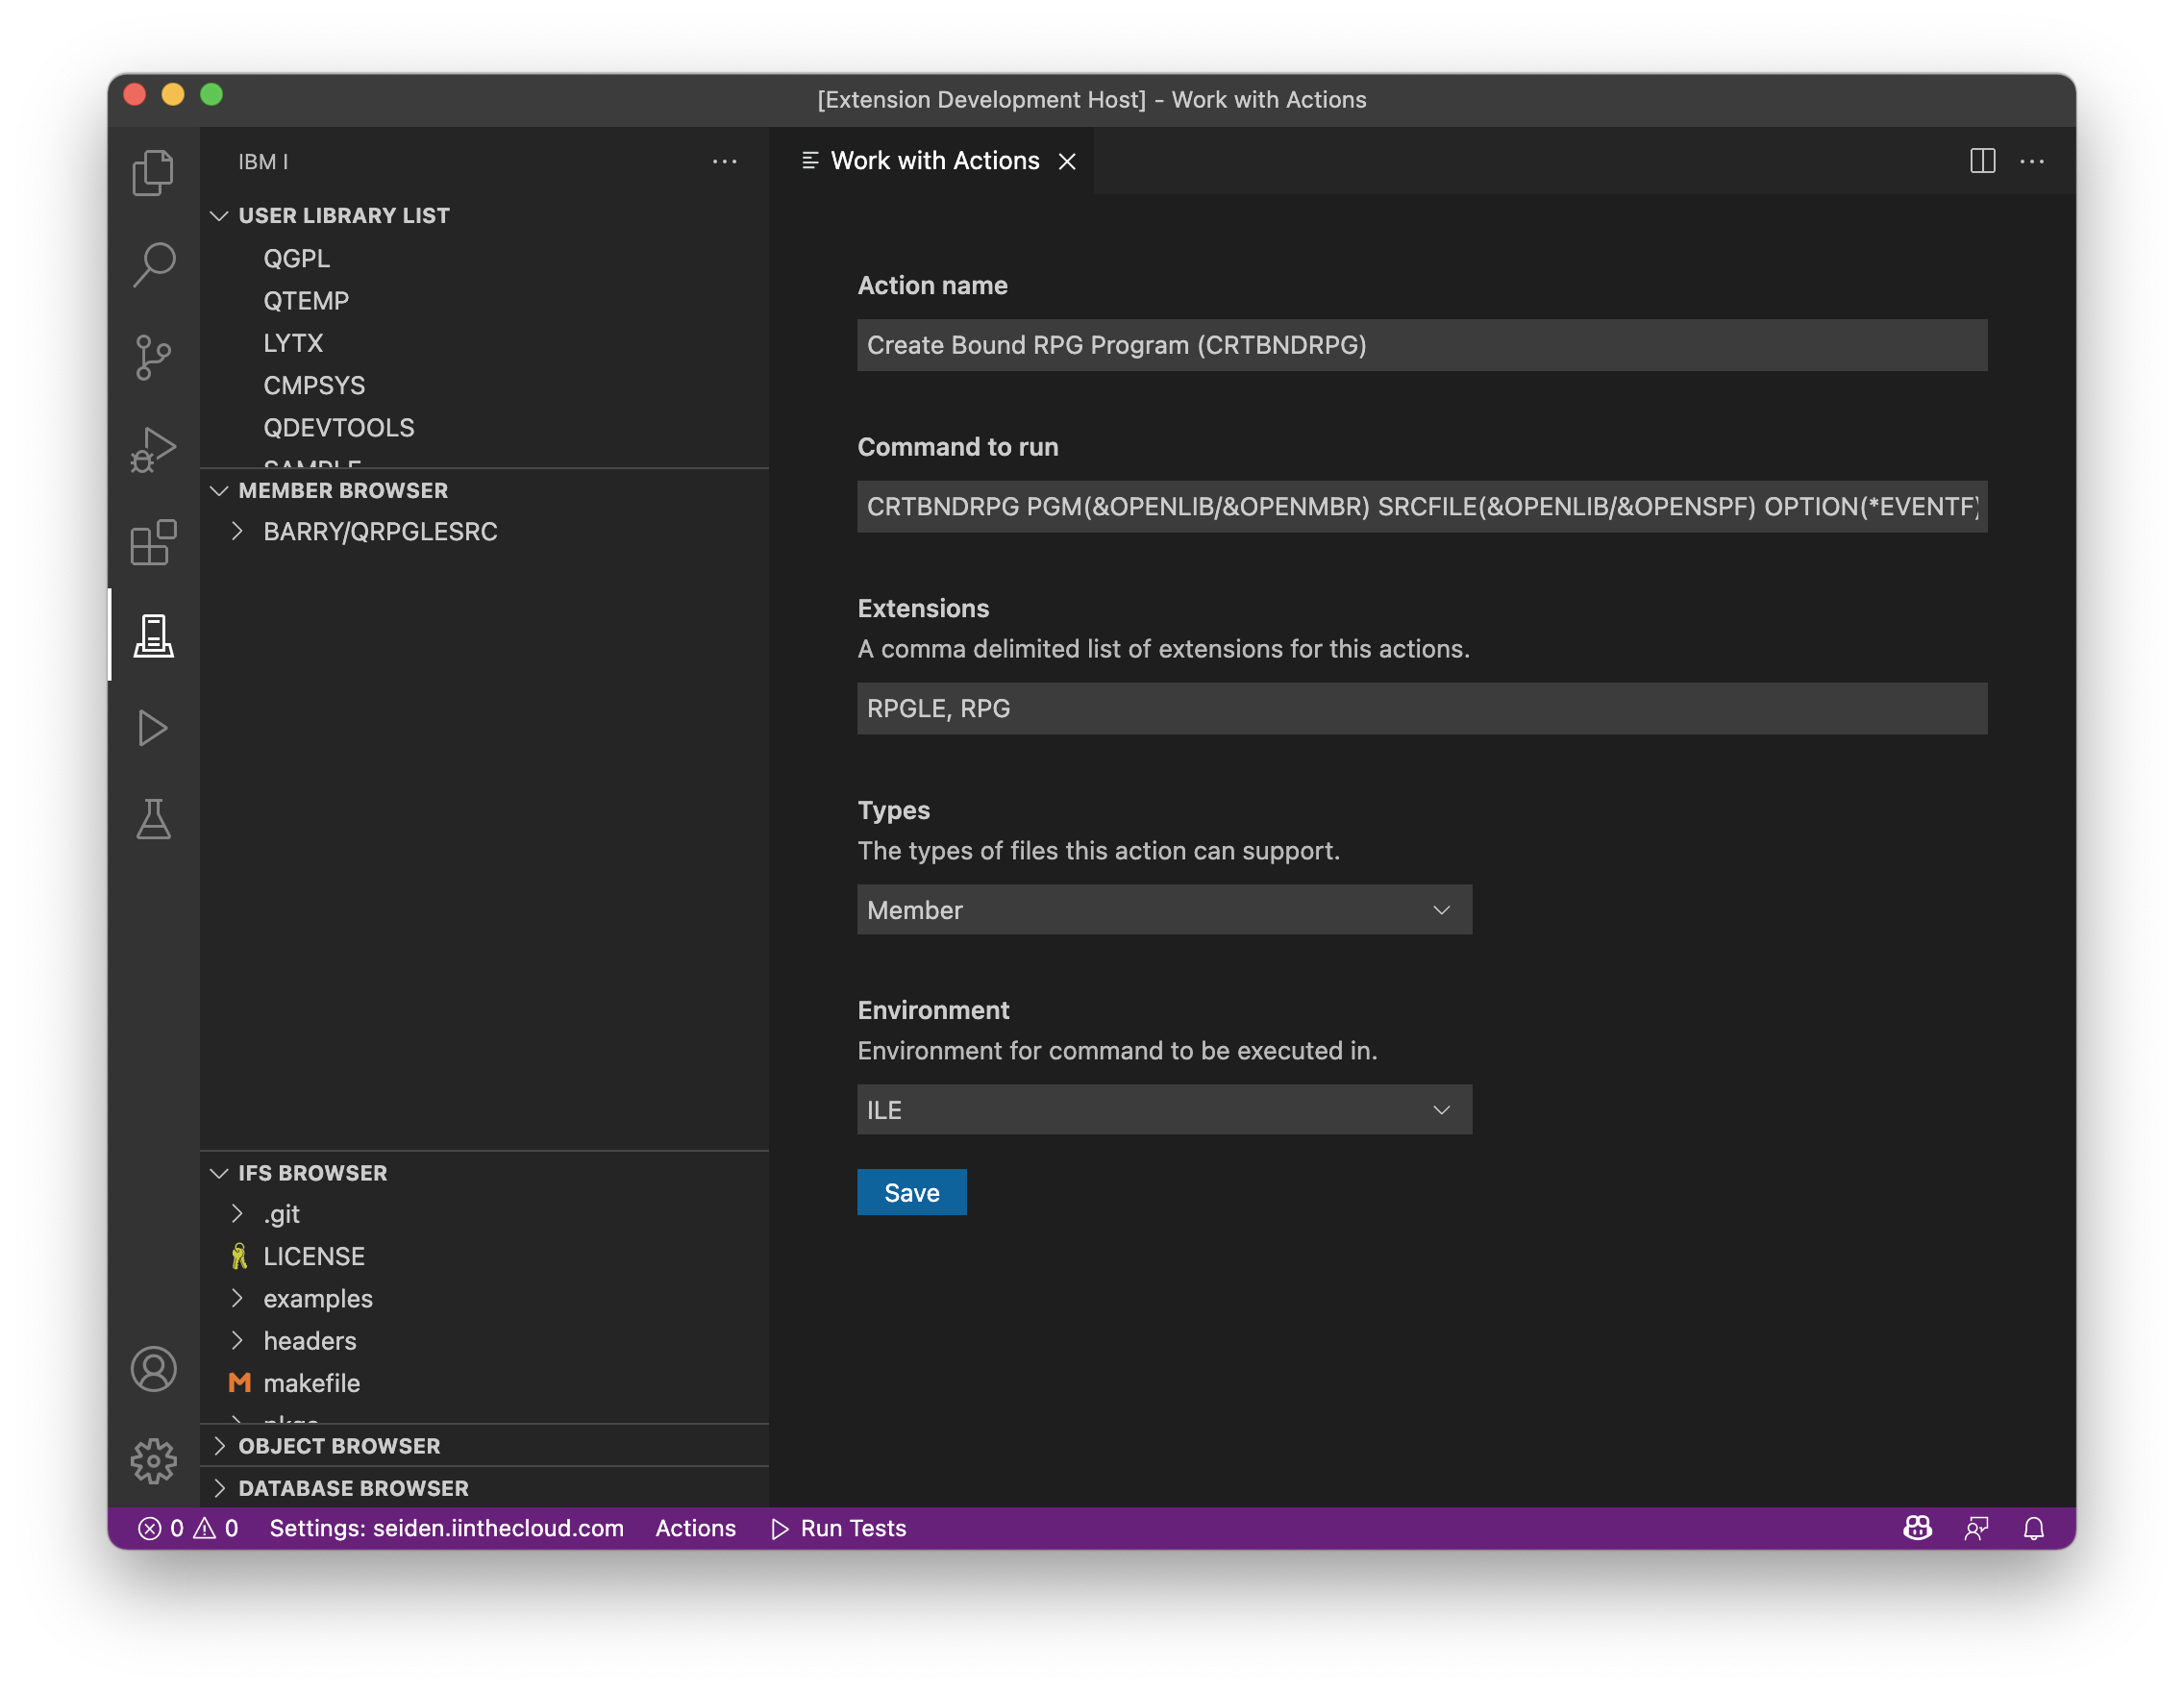 [Extension Development Host] - Work with Actions
IBM I
Work with Actions
USER LIBRARY LIST
QGPL
QTEMP
LYTX
CMPSYS
QDEVTOOLS
SAMPLE
MEMBER BROWSER
BARRY/QRPGLESRC
IFS BROWSER
.git
LICENSE
examples
headers
M makefile
OBJECT BROWSER
DATABASE BROWSER
Action name
Create Bound RPG Program (CRTBNDRPG)
Command to run
CRTBNDRPG PGM(&OPENLIB/&OPENMBR) SRCFILE(&OPENLIB/&OPENSPF) OPTION(*EVENTF)
Extensions
A comma delimited list of extensions for this actions.
RPGLE, RPG
Types
The types of files this action can support.
Member
Environment
Environment for command to be executed in.
ILE
Save
0 0 Settings: seiden.iinthecloud.com Actions Run Tests